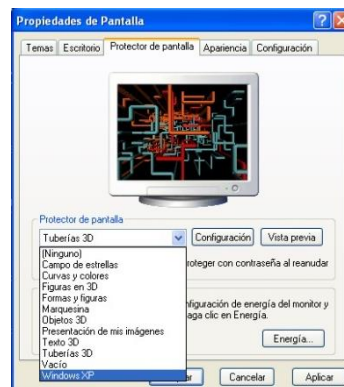 Propiedades de Pantalla
Temas Escritorio Protector de pantalla Apariencia Configuración
Protector de pantalla
Tuberías 3D Configuración Vista previa
(Ninguno)
Campo de estrellas
roteger con contraseña al reanudar
Curvas y colores
Figuras en 3D
Formas y figuras
Marquesina
figuración de energía del monitor y
Objetos 3D
aga clic en Energía.
Presentación de mis imágenes
Texto 3D
Energía...
Tuberías 3D
Vacío
Windows XP
ar Cancelar Aplicar